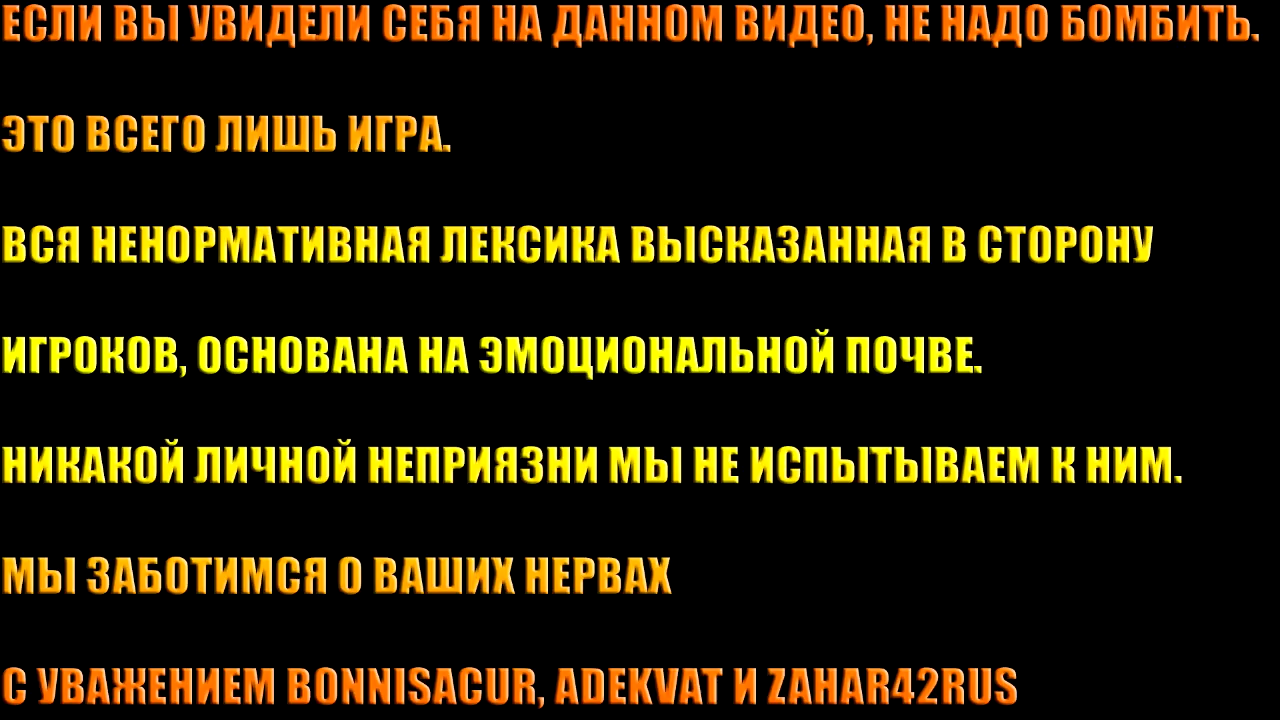 ЕСЛИ ВЫ УВИДЕЛИ СЕБЯ НА ДАННОМ ВИДЕО, НЕ НАДО БОМБИТЬ.
ЭТО ВСЕГО ЛИШЬ ИГРА.
ВСЯ НЕНОРМАТИВНАЯ ЛЕКСИКА ВЫСКАЗАННАЯ В СТОРОНУ
ИГРОКОВ, ОСНОВАНА НА ЭМОЦИОНАЛЬНОЙ ПОЧВЕ.
НИКАКОЙ ЛИЧНОЙ НЕПРИЯЗНИ МЫ НЕ ИСПЫТЫВАЕМ К НИМ.
МЫ ЗАБОТИМСЯ О ВАШИХ НЕРВАХ
С УВАЖЕНИЕМ BONNISACUR, ADEKVAT И ZAHAR42RUS